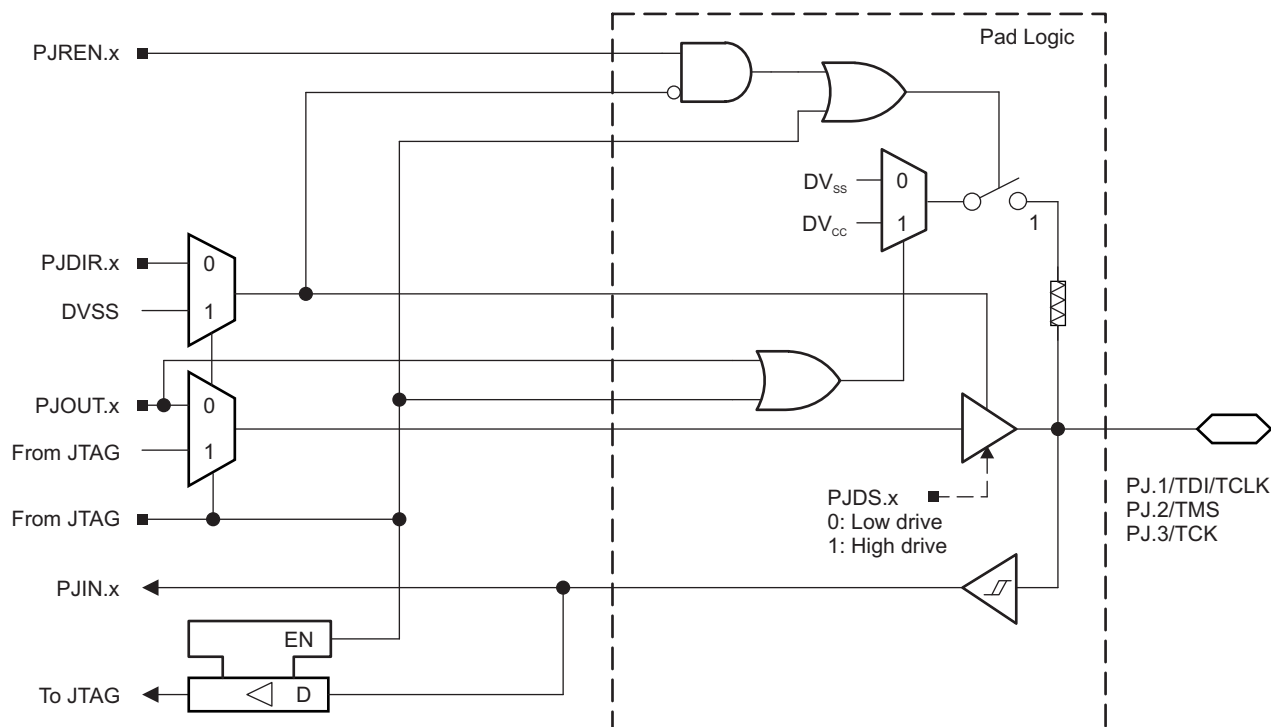 Pad Logic
PJREN.x
DVSS 0
DVCC 1
1
PJDIR.x 0
DVSS 1
PJOUT.x 0
From JTAG 1
PJDS.x
0: Low drive
1: High drive
PJ.1/TDI/TCLK
PJ.2/TMS
PJ.3/TCK
From JTAG
PJIN.x
EN
To JTAG D